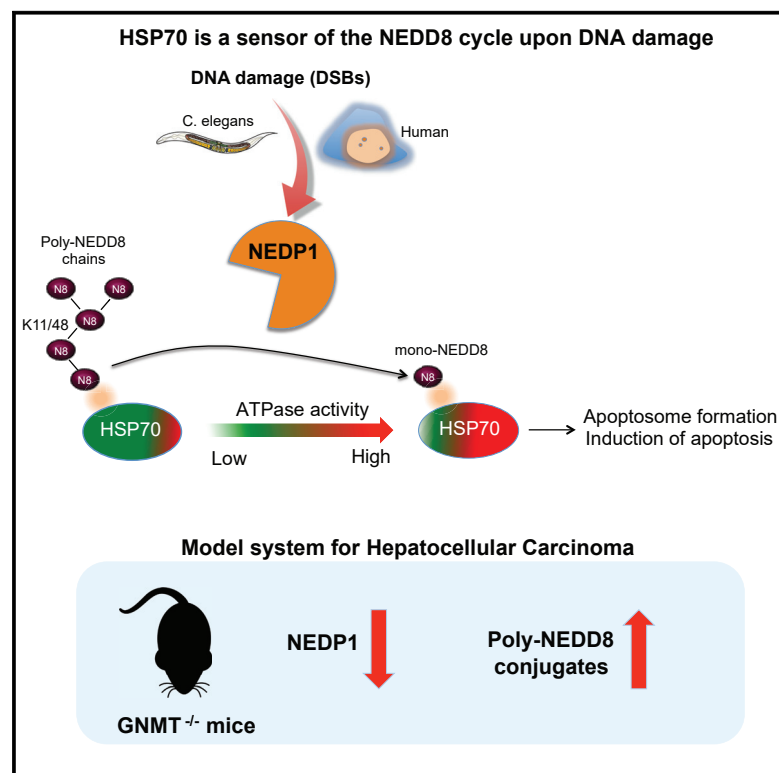 HSP70 is a sensor of the NEDD8 cycle upon DNA damage
DNA damage (DSBs)
C. elegans
Human
NEDP1
Poly-NEDD8
chains
N8
N8
N8
K11/48
N8
N8
mono-NEDD8
N8
HSP70
ATPase activity
Low
High
HSP70
Apoptosome formation
Induction of apoptosis
Model system for Hepatocellular Carcinoma
NEDP1
Poly-NEDD8
conjugates
GNMT -/- mice